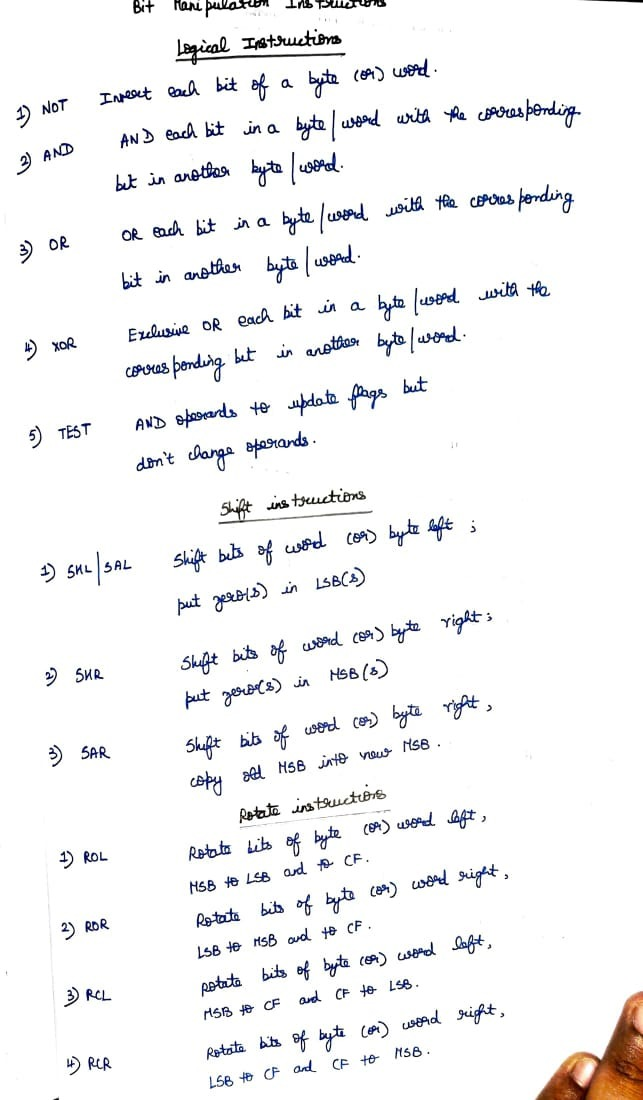 Bit Manipulation Instructions
Logical Instructions
1) NOT Invert each bit of a byte (or) word.
2) AND AND each bit in a byte/word with the corresponding
bit in another byte/word.
3) OR OR each bit in a byte/word with the corresponding
bit in another byte/word.
4) XOR Exclusive OR each bit in a byte/word with the
corresponding bit in another byte/word.
5) TEST AND operands to update flags but
don't change operands.
Shift instructions
1) SHL/SAL Shift bits of word (or) byte left ;
put zero(s) in LSB(s)
2) SHR Shift bits of word (or) byte right ;
put zero(s) in MSB(s)
3) SAR Shift bits of word (or) byte right,
copy old MSB into new MSB.
Rotate instructions
1) ROL Rotate bits of byte (or) word left,
MSB to LSB and to CF.
2) ROR Rotate bits of byte (or) word right,
LSB to MSB and to CF.
3) RCL rotate bits of byte (or) word left,
MSB to CF and CF to LSB.
4) RCR Rotate bits of byte (or) word right,
LSB to CF and CF to MSB.